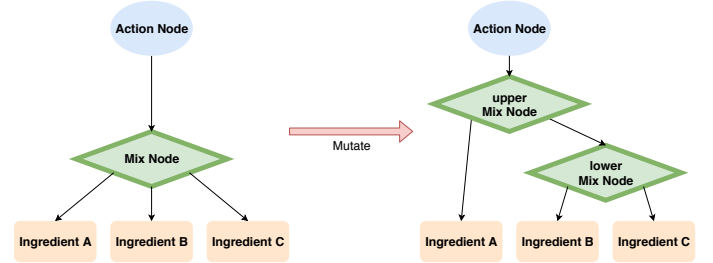 Action Node
Mix Node
Ingredient A
Ingredient B
Ingredient C
Mutate
Action Node
upper
Mix Node
lower
Mix Node
Ingredient A
Ingredient B
Ingredient C